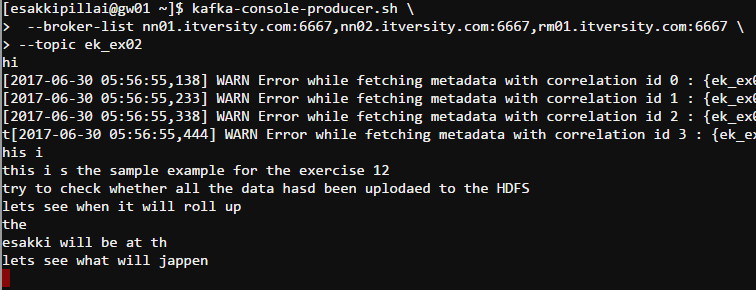 [esakkipillai@gw01 ~]$ kafka-console-producer.sh \
>  --broker-list nn01.itversity.com:6667,nn02.itversity.com:6667,rm01.itversity.com:6667 \
> --topic ek_ex02
hi
[2017-06-30 05:56:55,138] WARN Error while fetching metadata with correlation id 0 : {ek_ex0
[2017-06-30 05:56:55,233] WARN Error while fetching metadata with correlation id 1 : {ek_ex0
[2017-06-30 05:56:55,338] WARN Error while fetching metadata with correlation id 2 : {ek_ex0
t[2017-06-30 05:56:55,444] WARN Error while fetching metadata with correlation id 3 : {ek_ex
his i
this i s the sample example for the exercise 12
try to check whether all the data hasd been uplodaed to the HDFS
lets see when it will roll up
the
esakki will be at th
lets see what will jappen